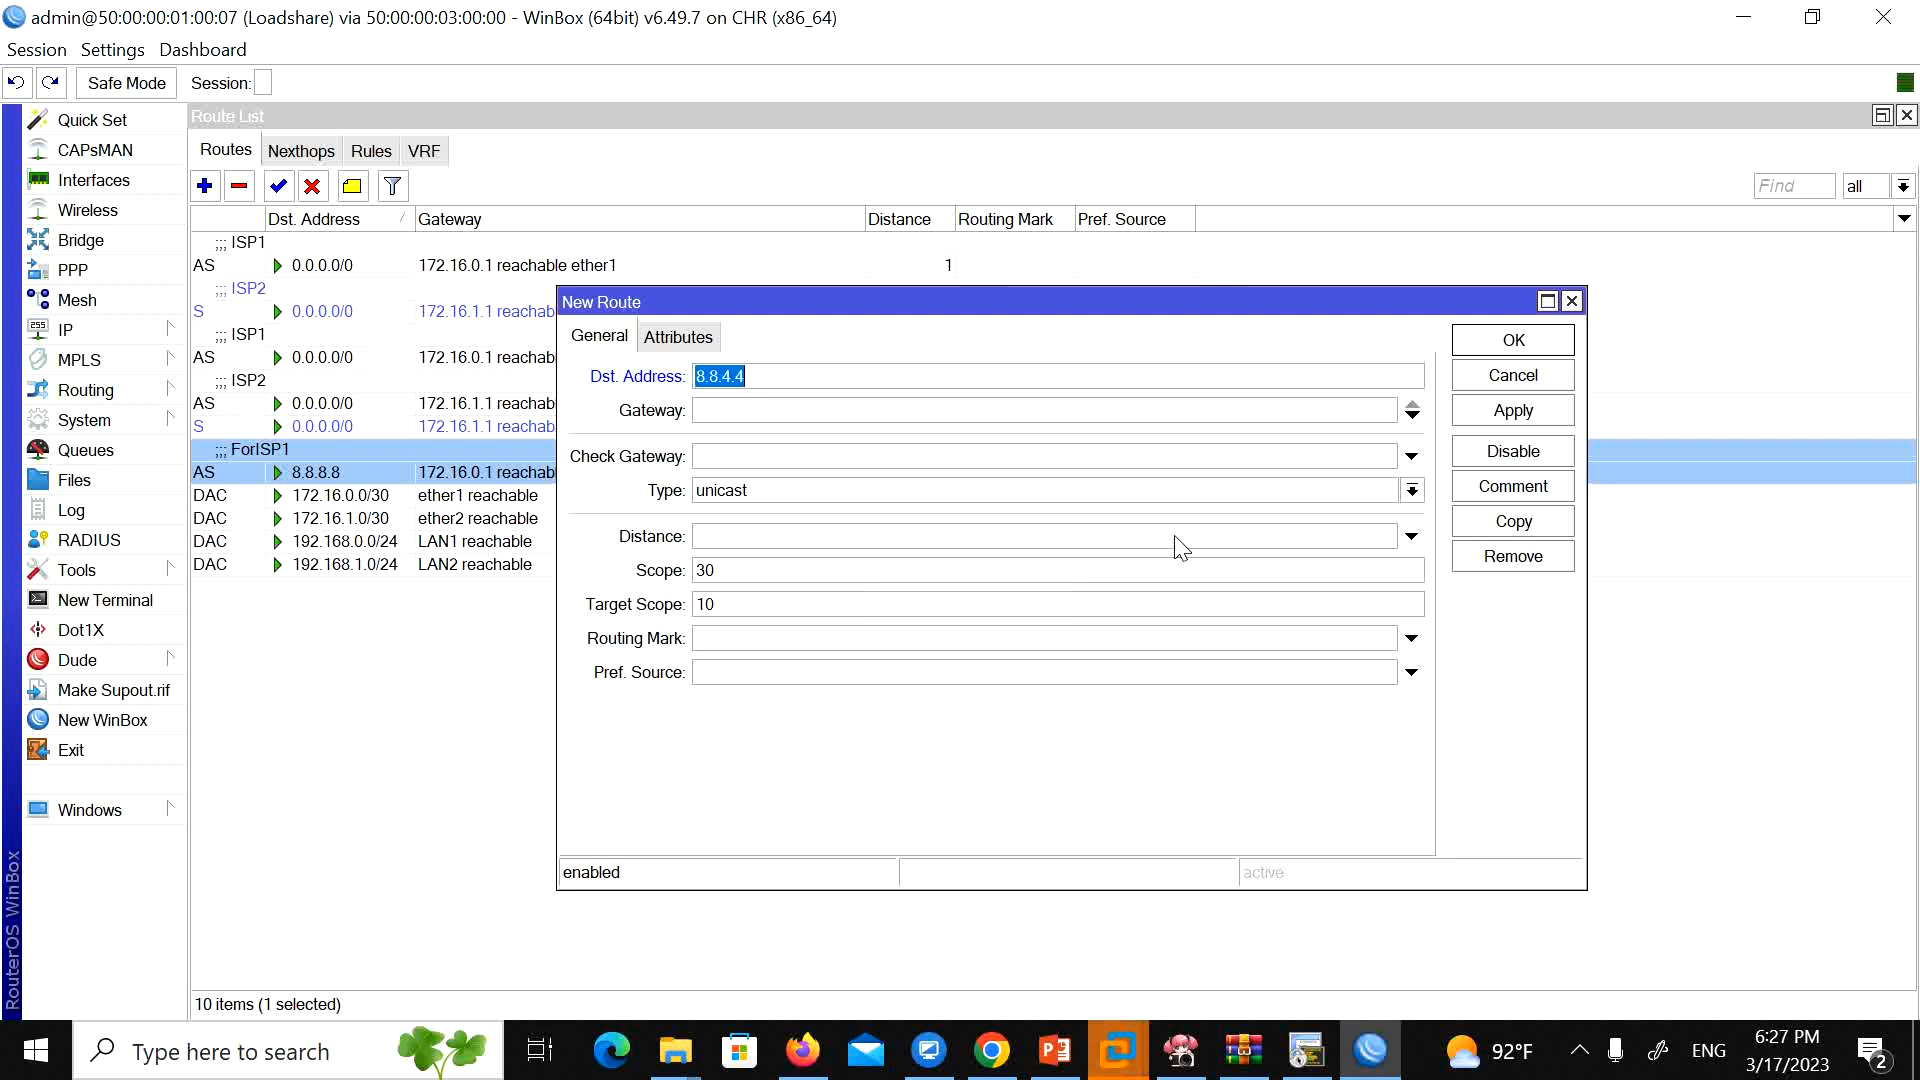 admin@50:00:00:01:00:07 (Loadshare) via 50:00:00:03:00:00 - WinBox (64bit) v6.49.7 on CHR (x86_64)
Session Settings Dashboard
Safe Mode Session:
Quick Set
CAPsMAN
Interfaces
Wireless
Bridge
PPP
Mesh
255 IP
MPLS
Routing
System
Queues
Files
Log
RADIUS
Tools
New Terminal
Dot1X
Dude
Make Supout.rif
New WinBox
Exit
Windows
RouterOS WinBox
Route List
Routes Nexthops Rules VRF
Find all
Dst. Address Gateway Distance Routing Mark Pref. Source
;;; ISP1
AS 0.0.0.0/0 172.16.0.1 reachable ether1 1
;;; ISP2
S 0.0.0.0/0 172.16.1.1 reachab
;;; ISP1
AS 0.0.0.0/0 172.16.0.1 reachab
;;; ISP2
AS 0.0.0.0/0 172.16.1.1 reachab
S 0.0.0.0/0 172.16.1.1 reachab
;;; ForISP1
AS 8.8.8.8 172.16.0.1 reachab
DAC 172.16.0.0/30 ether1 reachable
DAC 172.16.1.0/30 ether2 reachable
DAC 192.168.0.0/24 LAN1 reachable
DAC 192.168.1.0/24 LAN2 reachable
New Route
General Attributes
Dst. Address: 8.8.4.4
Gateway:
Check Gateway:
Type: unicast
Distance:
Scope: 30
Target Scope: 10
Routing Mark:
Pref. Source:
OK
Cancel
Apply
Disable
Comment
Copy
Remove
enabled active
10 items (1 selected)
Type here to search
92°F
ENG
6:27 PM
3/17/2023
2